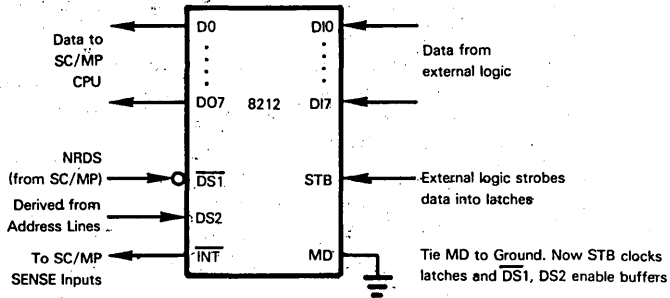 Data to
SC/MP
CPU
NRDS
(from SC/MP)
Derived from
Address Lines
To SC/MP
SENSE Inputs
D0
DO7
DS1
DS2
INT
8212
DI0
DI7
STB
MD
Data from
external logic
External logic strobes
data into latches
Tie MD to Ground. Now STB clocks
latches and DS1, DS2 enable buffers